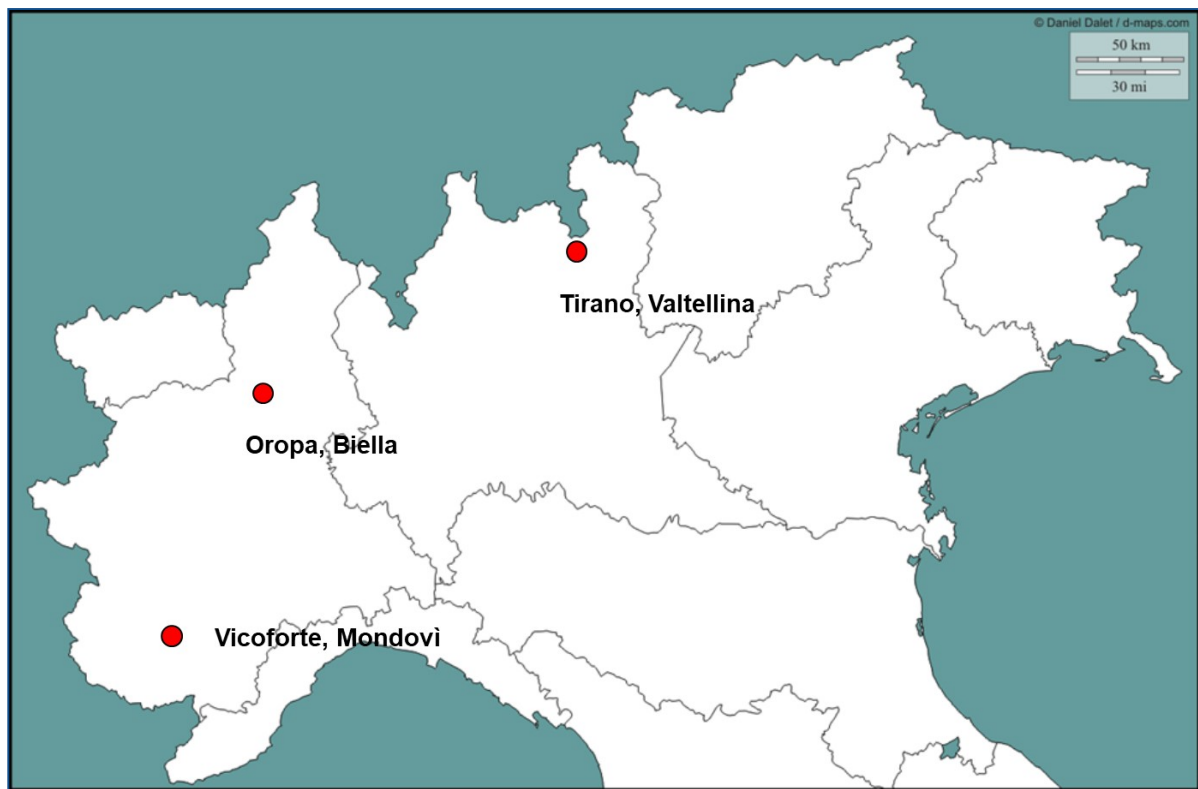 © Daniel Dalet / d-maps.com
50 km
30 mi
Tirano, Valtellina
Oropa, Biella
Vicoforte, Mondovì